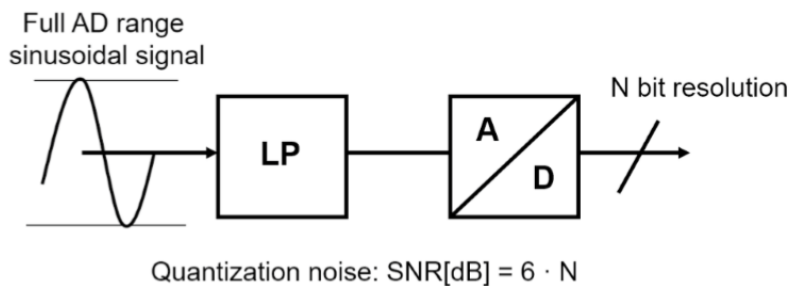 Full AD range
sinusoidal signal
N bit resolution
LP
A
D
Quantization noise: SNR[dB] = 6 · N